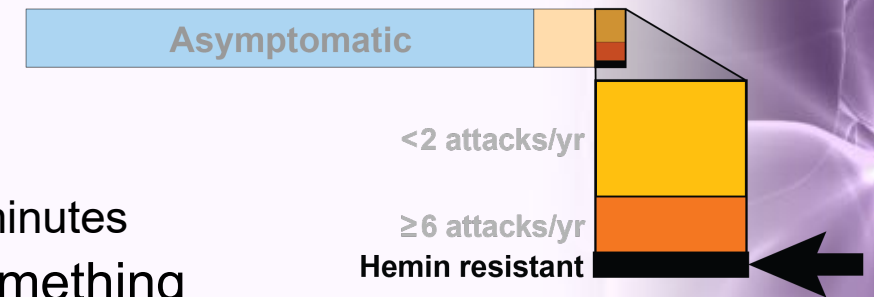 Asymptomatic
<2 attacks/yr
≥6 attacks/yr
Hemin resistant